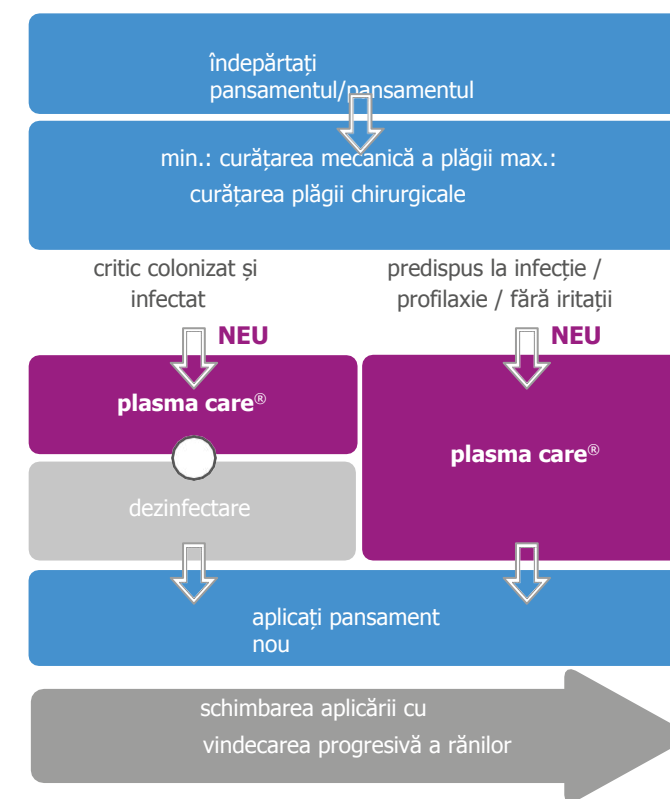 îndepărtați
pansamentul/pansamentul
min.: curățarea mecanică a plăgii max.:
curățarea plăgii chirurgicale
critic colonizat și
infectat
predispus la infecție /
profilaxie / fără iritații
NEU
NEU
plasma care®
plasma care®
dezinfectare
aplicați pansament
nou
schimbarea aplicării cu
vindecarea progresivă a rănilor